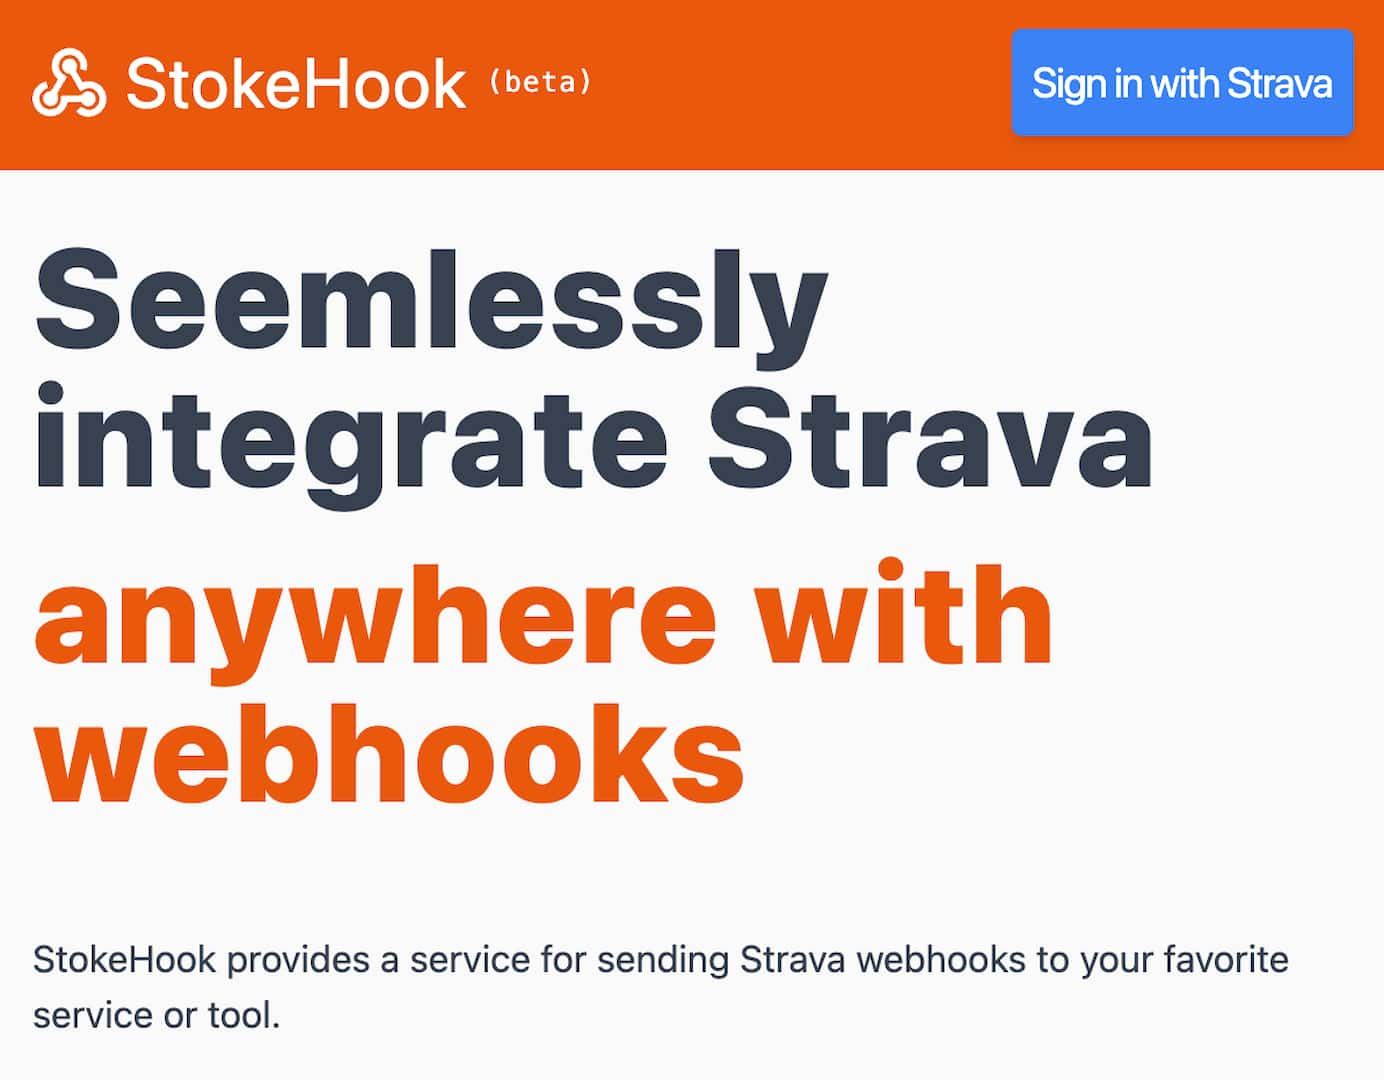 StokeHook (beta)
Sign in with Strava
Seemlessly
integrate Strava
anywhere with
webhooks
StokeHook provides a service for sending Strava webhooks to your favorite
service or tool.